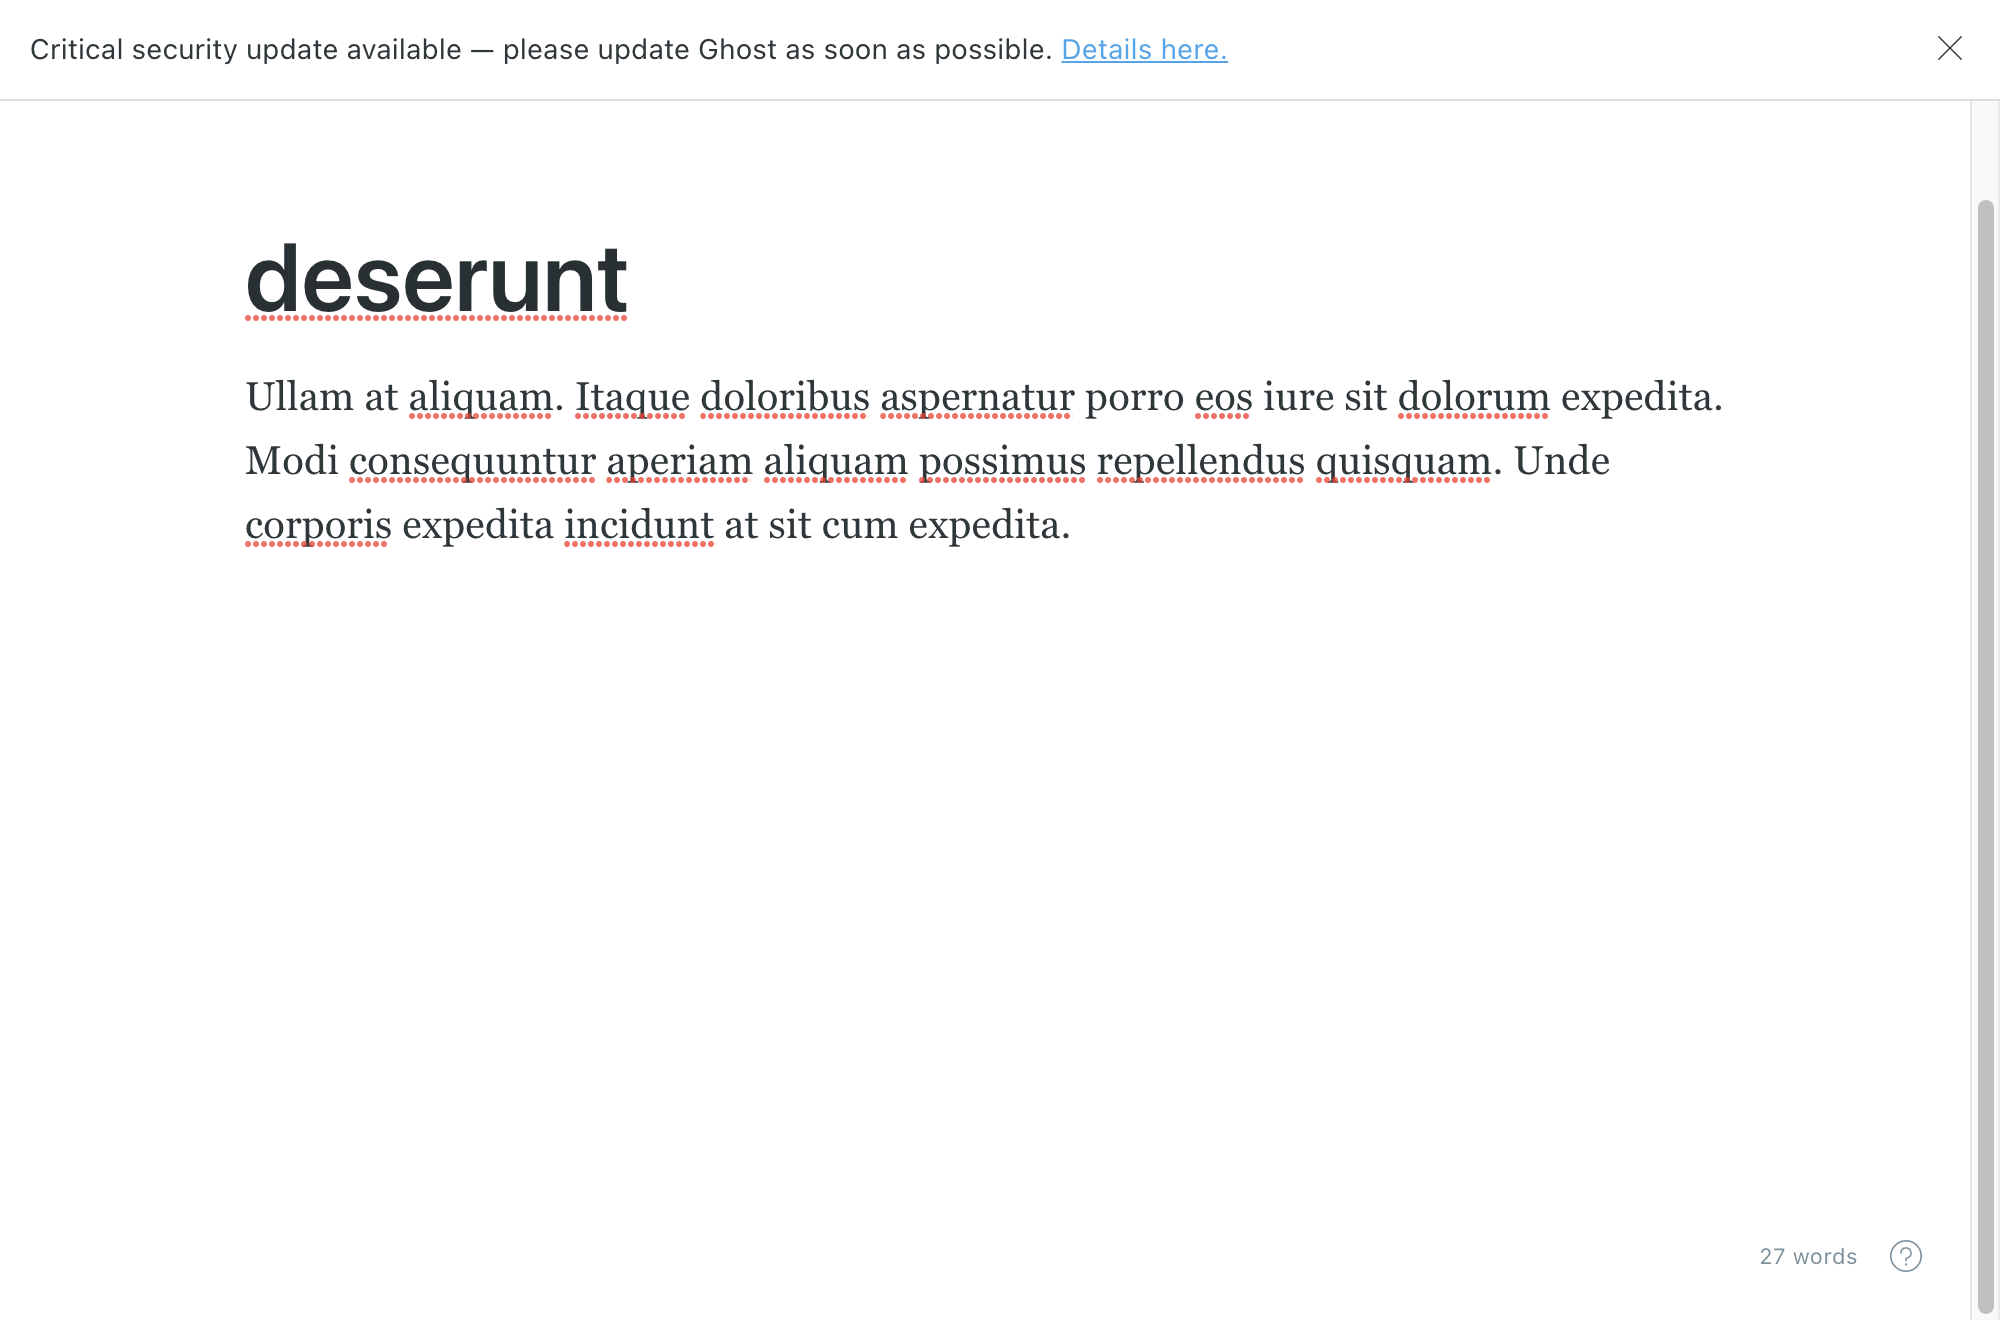 Critical security update available — please update Ghost as soon as possible. Details here.
deserunt
Ullam at aliquam. Itaque doloribus aspernatur porro eos iure sit dolorum expedita.
Modi consequuntur aperiam aliquam possimus repellendus quisquam. Unde
corporis expedita incidunt at sit cum expedita.
27 words
?